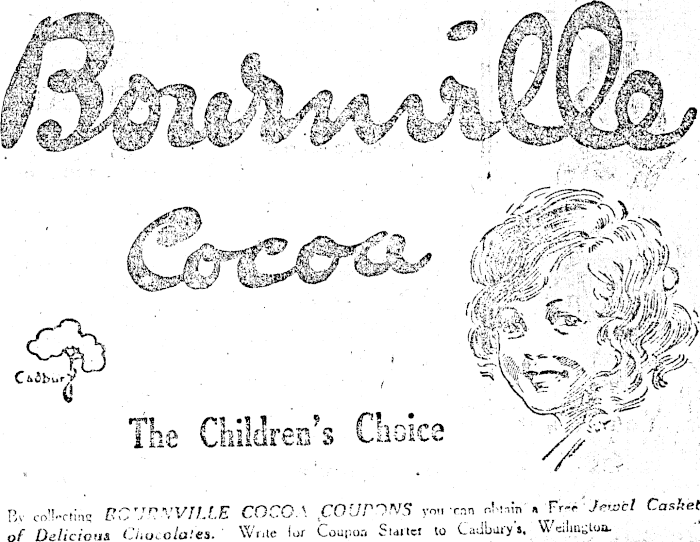 Bournville
Cocoa
Cadbury
The Children's Choice
By collecting BOURNVILLE COCOA COUPONS you can obtain a Free Jewel Casket
of Delicious Chocolates. Write for Coupon Starter to Cadbury's, Wellington.